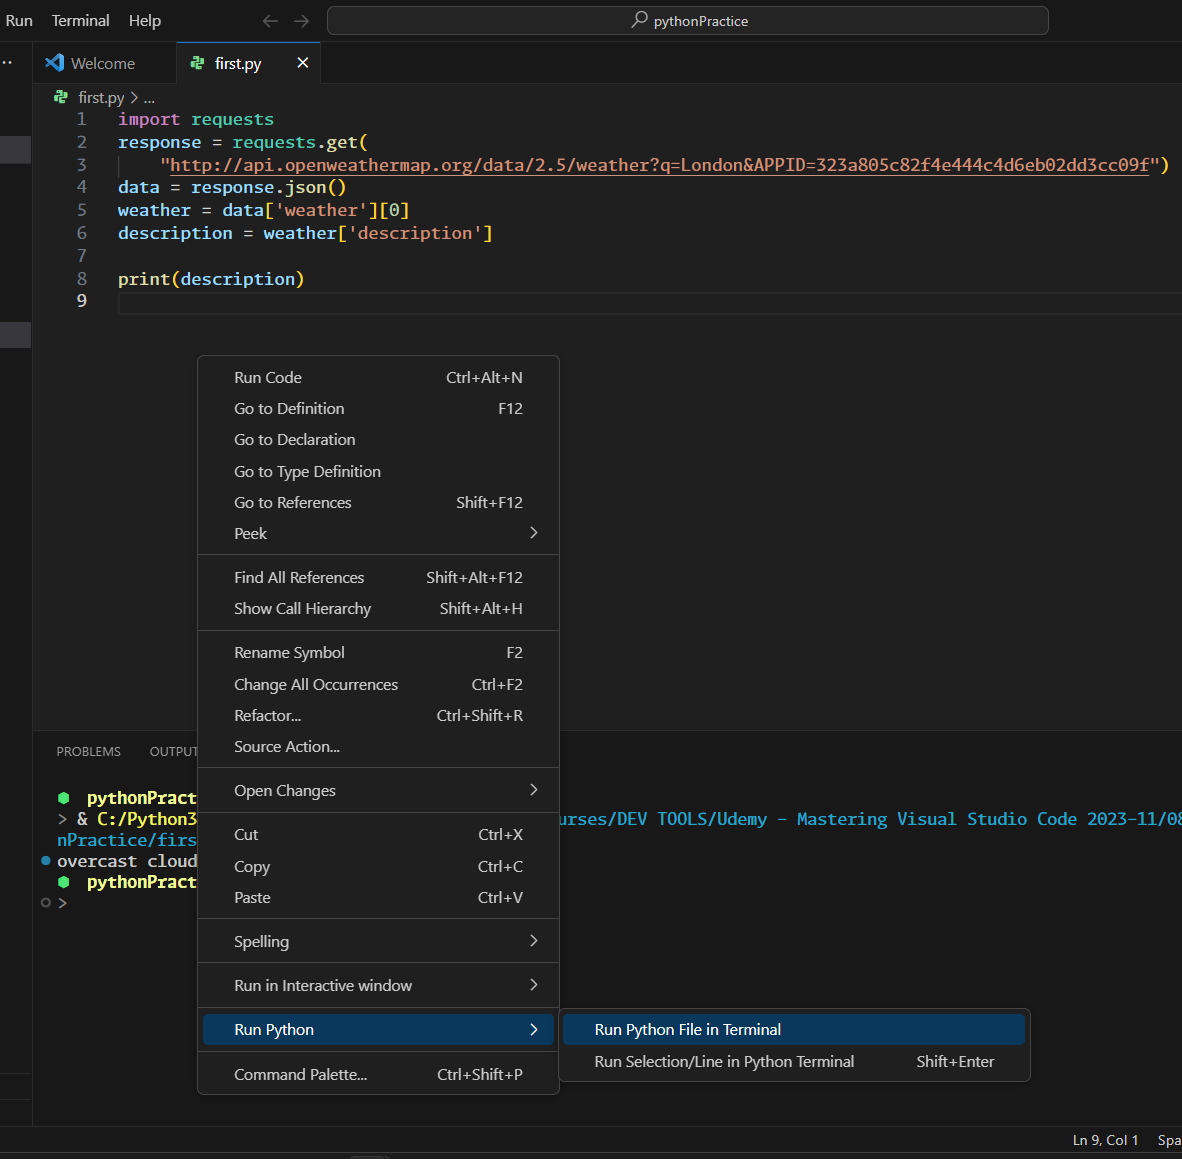 Run Terminal Help
pythonPractice
Welcome
first.py
first.py > ...
1 import requests
2 response = requests.get(
3 "http://api.openweathermap.org/data/2.5/weather?q=London&APPID=323a805c82f4e444c4d6eb02dd3cc09f")
4 data = response.json()
5 weather = data['weather'][0]
6 description = weather['description']
7
8 print(description)
9
Run Code Ctrl+Alt+N
Go to Definition F12
Go to Declaration
Go to Type Definition
Go to References Shift+F12
Peek
Find All References Shift+Alt+F12
Show Call Hierarchy Shift+Alt+H
Rename Symbol F2
Change All Occurrences Ctrl+F2
Refactor... Ctrl+Shift+R
Source Action...
Open Changes
Cut Ctrl+X
Copy Ctrl+C
Paste Ctrl+V
Spelling
Run in Interactive window
Run Python
Command Palette... Ctrl+Shift+P
Run Python File in Terminal
Run Selection/Line in Python Terminal Shift+Enter
PROBLEMS OUTPUT
pythonPract
> & C:/Python3 urses/DEV TOOLS/Udemy - Mastering Visual Studio Code 2023-11/08
nPractice/firs
overcast cloud
pythonPract
>
Ln 9, Col 1 Spa